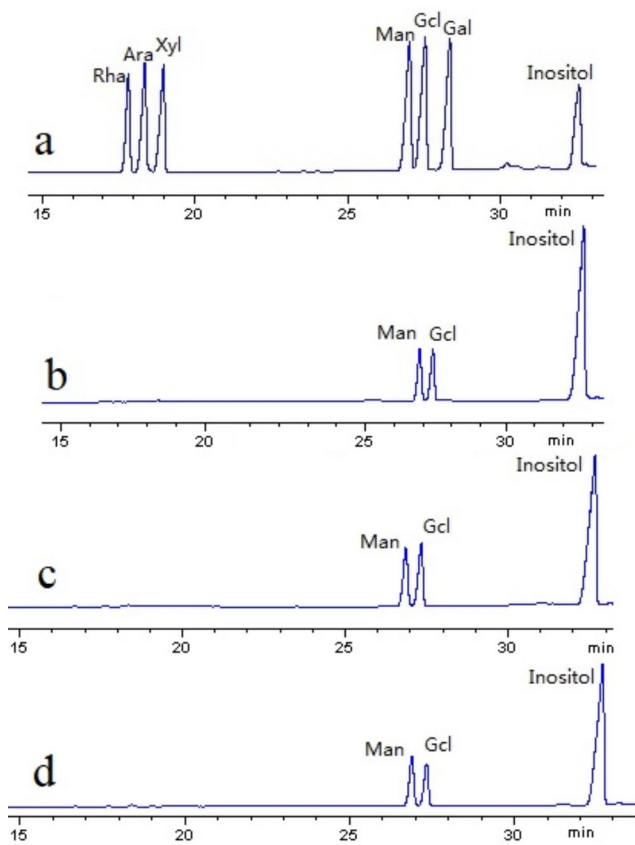 Rha Ara Xyl Man Gcl Gal Inositol
a
15 20 25 30 min
Inositol
Man Gcl
b
15 20 25 30 min
Inositol
Man Gcl
c
15 20 25 30 min
Inositol
Man Gcl
d
15 20 25 30 min